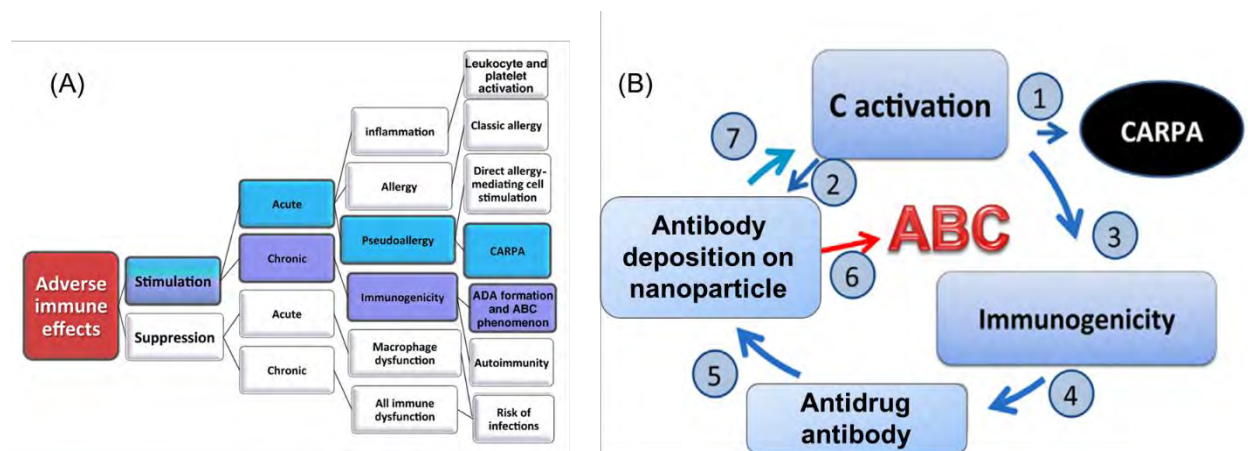 (A)
Adverse
immune
effects
Stimulation
Suppression
Acute
Chronic
Acute
Chronic
inflammation
Allergy
Pseudoallergy
Immunogenicity
Macrophage
dysfunction
All immune
dysfunction
Leukocyte and
platelet
activation
Classic allergy
Direct allergy-
mediating cell
stimulation
CARPA
ADA formation
and ABC
phenomenon
Autoimmunity
Risk of
infections
(B)
C activation
1
CARPA
7
2
Antibody
deposition on
nanoparticle
ABC
6
3
Immunogenicity
5
4
Antidrug
antibody